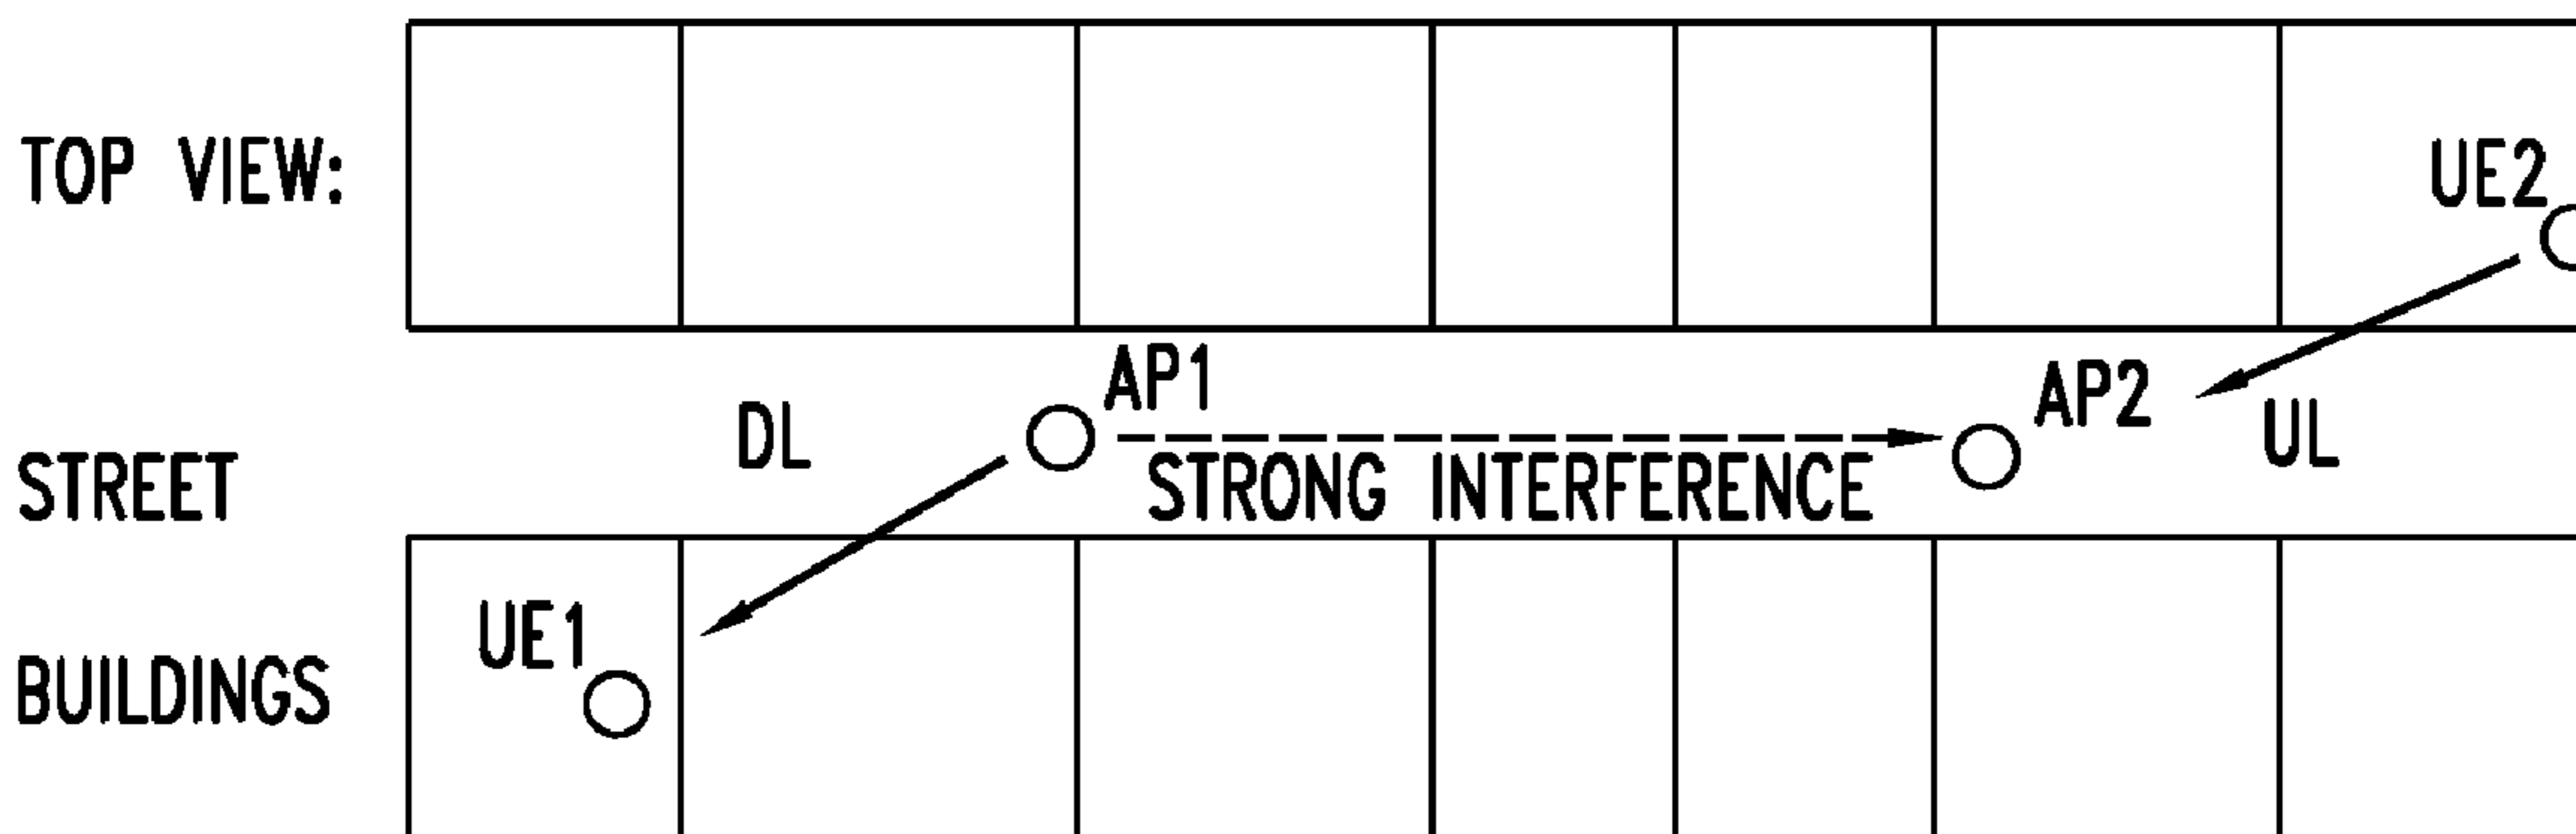 TOP VIEW:
UE2
AP1
AP2
DL
UL
STREET
STRONG INTERFERENCE
UE1
BUILDINGS